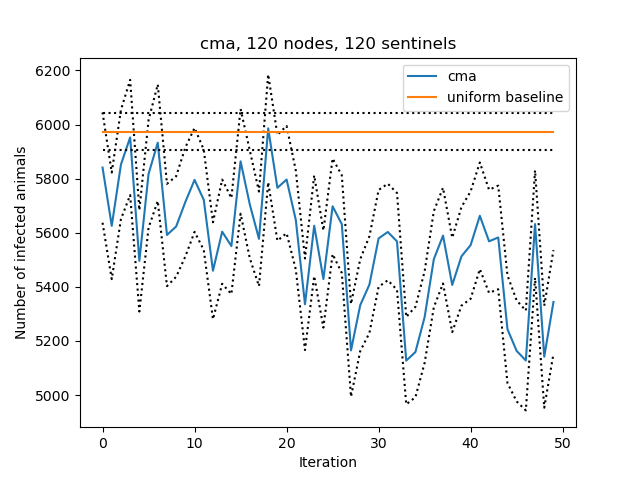 cma, 120 nodes, 120 sentinels
cma
uniform baseline
Number of infected animals
6200
6000
5800
5600
5400
5200
5000
0 10 20 30 40 50
Iteration